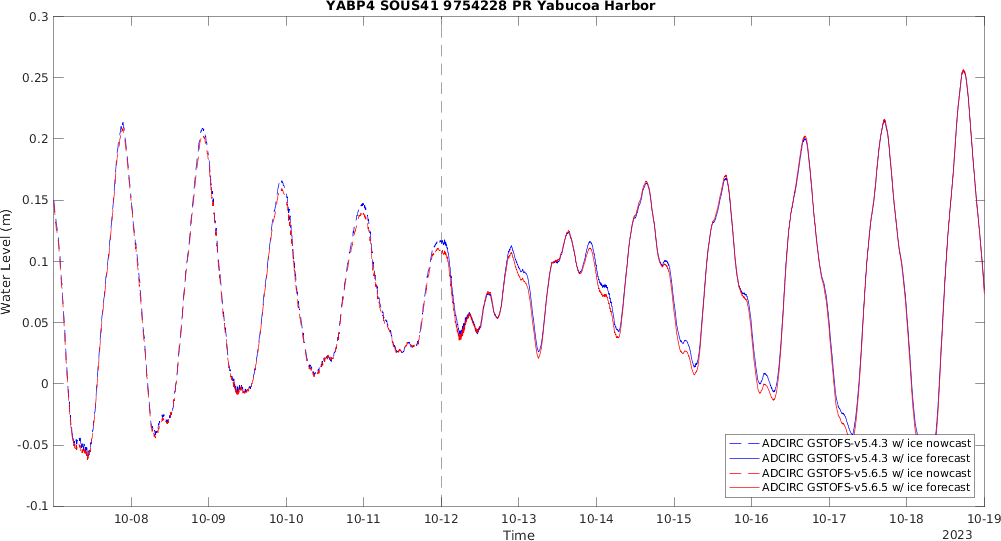 YABP4 SOUS41 9754228 PR Yabucoa Harbor
0.3
0.25
0.2
0.15
0.1
0.05
0
-0.05
-0.1
Water Level (m)
ADCIRC GSTOFS-v5.4.3 w/ ice nowcast
ADCIRC GSTOFS-v5.4.3 w/ ice forecast
ADCIRC GSTOFS-v5.6.5 w/ ice nowcast
ADCIRC GSTOFS-v5.6.5 w/ ice forecast
10-08 10-09 10-10 10-11 10-12 10-13 10-14 10-15 10-16 10-17 10-18 10-19
Time
2023